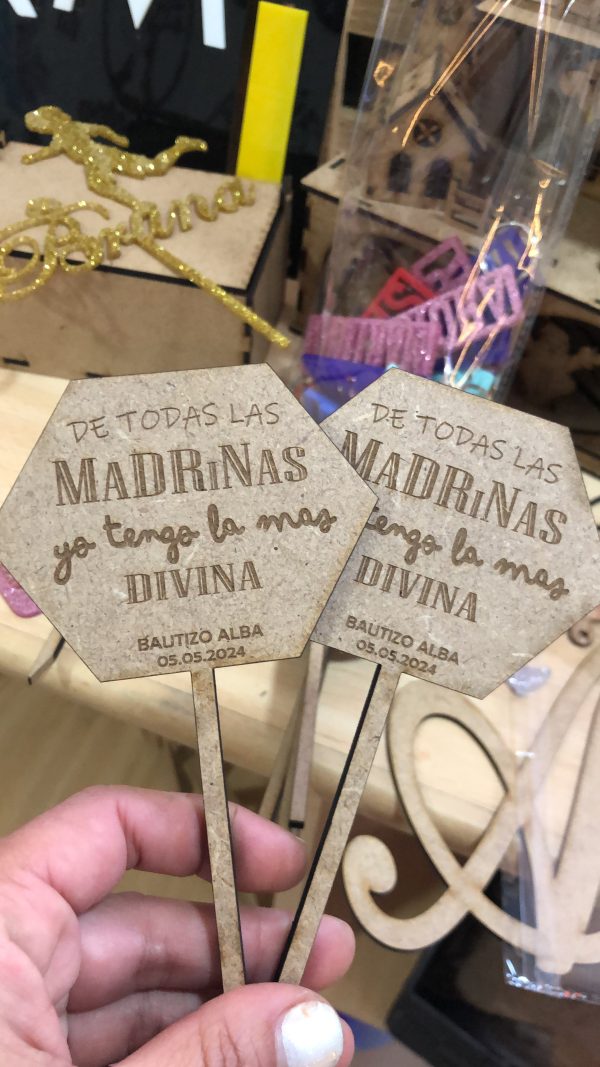 Briana
DE TODAS LAS
MADRiNAS
yo tengo la mas
DIVINA
BAUTIZO ALBA
05.05.2024
DE TODAS LAS
MADRiNAS
tengo la mas
DIVINA
BAUTIZO ALBA
05.05.2024